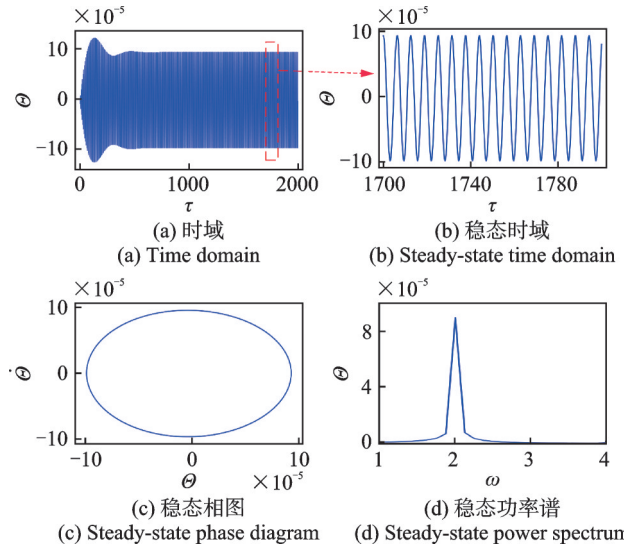 ×10⁻⁵
10
0
−10
Θ
0
1000
2000
τ
(a) 时域
(a) Time domain
×10⁻⁵
10
0
−10
Θ
1700
1740
1780
τ
(b) 稳态时域
(b) Steady-state time domain
×10⁻⁵
10
0
−10
Θ̇
−10
0
10
Θ
×10⁻⁵
(c) 稳态相图
(c) Steady-state phase diagram
×10⁻⁵
8
4
0
Θ
1
2
3
4
ω
(d) 稳态功率谱
(d) Steady-state power spectrum